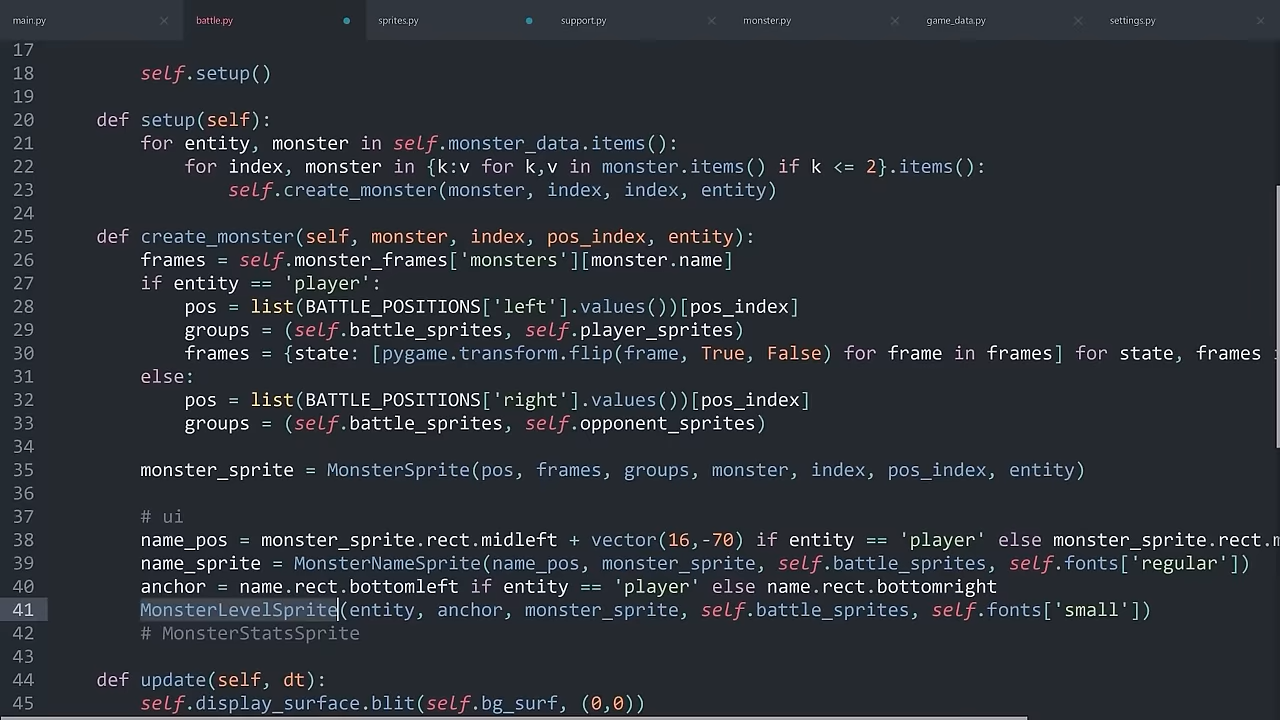 main.py battle.py sprites.py support.py monster.py game_data.py settings.py
17
18 self.setup()
19
20 def setup(self):
21 for entity, monster in self.monster_data.items():
22 for index, monster in {k:v for k,v in monster.items() if k <= 2}.items():
23 self.create_monster(monster, index, index, entity)
24
25 def create_monster(self, monster, index, pos_index, entity):
26 frames = self.monster_frames['monsters'][monster.name]
27 if entity == 'player':
28 pos = list(BATTLE_POSITIONS['left'].values())[pos_index]
29 groups = (self.battle_sprites, self.player_sprites)
30 frames = {state: [pygame.transform.flip(frame, True, False) for frame in frames] for state, frames
31 else:
32 pos = list(BATTLE_POSITIONS['right'].values())[pos_index]
33 groups = (self.battle_sprites, self.opponent_sprites)
34
35 monster_sprite = MonsterSprite(pos, frames, groups, monster, index, pos_index, entity)
36
37 # ui
38 name_pos = monster_sprite.rect.midleft + vector(16,-70) if entity == 'player' else monster_sprite.rect.
39 name_sprite = MonsterNameSprite(name_pos, monster_sprite, self.battle_sprites, self.fonts['regular'])
40 anchor = name.rect.bottomleft if entity == 'player' else name.rect.bottomright
41 MonsterLevelSprite(entity, anchor, monster_sprite, self.battle_sprites, self.fonts['small'])
42 # MonsterStatsSprite
43
44 def update(self, dt):
45 self.display_surface.blit(self.bg_surf, (0,0))